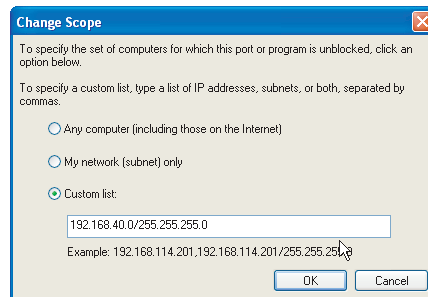 Change Scope
To specify the set of computers for which this port or program is unblocked, click an
option below.
To specify a custom list, type a list of IP addresses, subnets, or both, separated by
commas.
Any computer (including those on the Internet)
My network (subnet) only
Custom list:
192.168.40.0/255.255.255.0
Example: 192.168.114.201,192.168.114.201/255.255.255.0
OK
Cancel